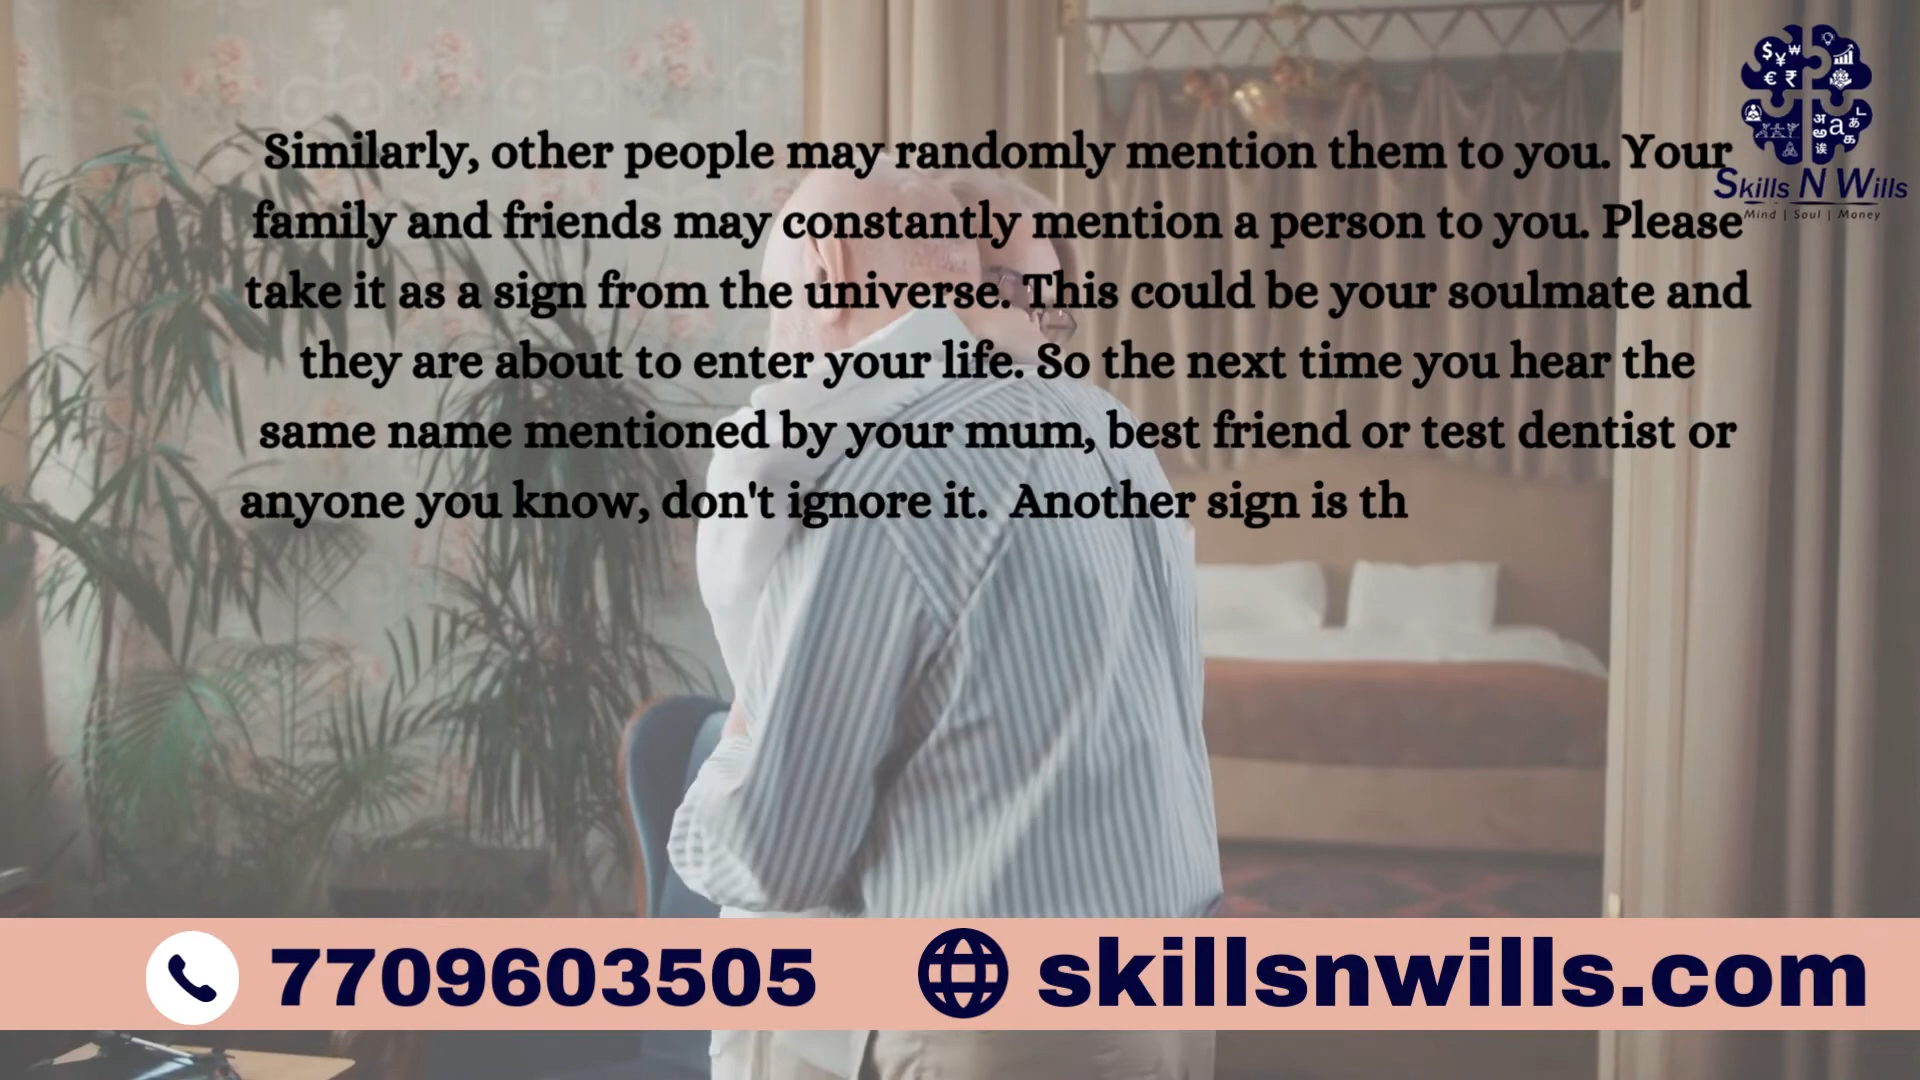 Similarly, other people may randomly mention them to you. Your
family and friends may constantly mention a person to you. Please
take it as a sign from the universe. This could be your soulmate and
they are about to enter your life. So the next time you hear the
same name mentioned by your mum, best friend or test dentist or
anyone you know, don't ignore it.  Another sign is th
$ ¥ ₩
€ ₹
अ
a あ
க
诶
Skills N Wills
Mind | Soul | Money
7709603505
skillsnwills.com